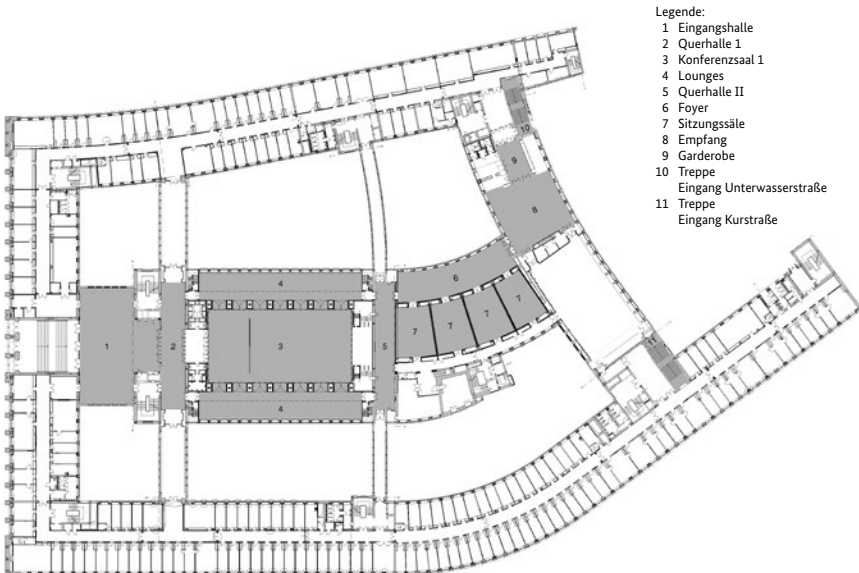 Legende:
1 Eingangshalle
2 Querhalle 1
3 Konferenzsaal 1
4 Lounges
5 Querhalle II
6 Foyer
7 Sitzungssäle
8 Empfang
9 Garderobe
10 Treppe
Eingang Unterwasserstraße
11 Treppe
Eingang Kurstraße
10
9
8
6
4
7
7
7
7
1
2
3
5
11
4